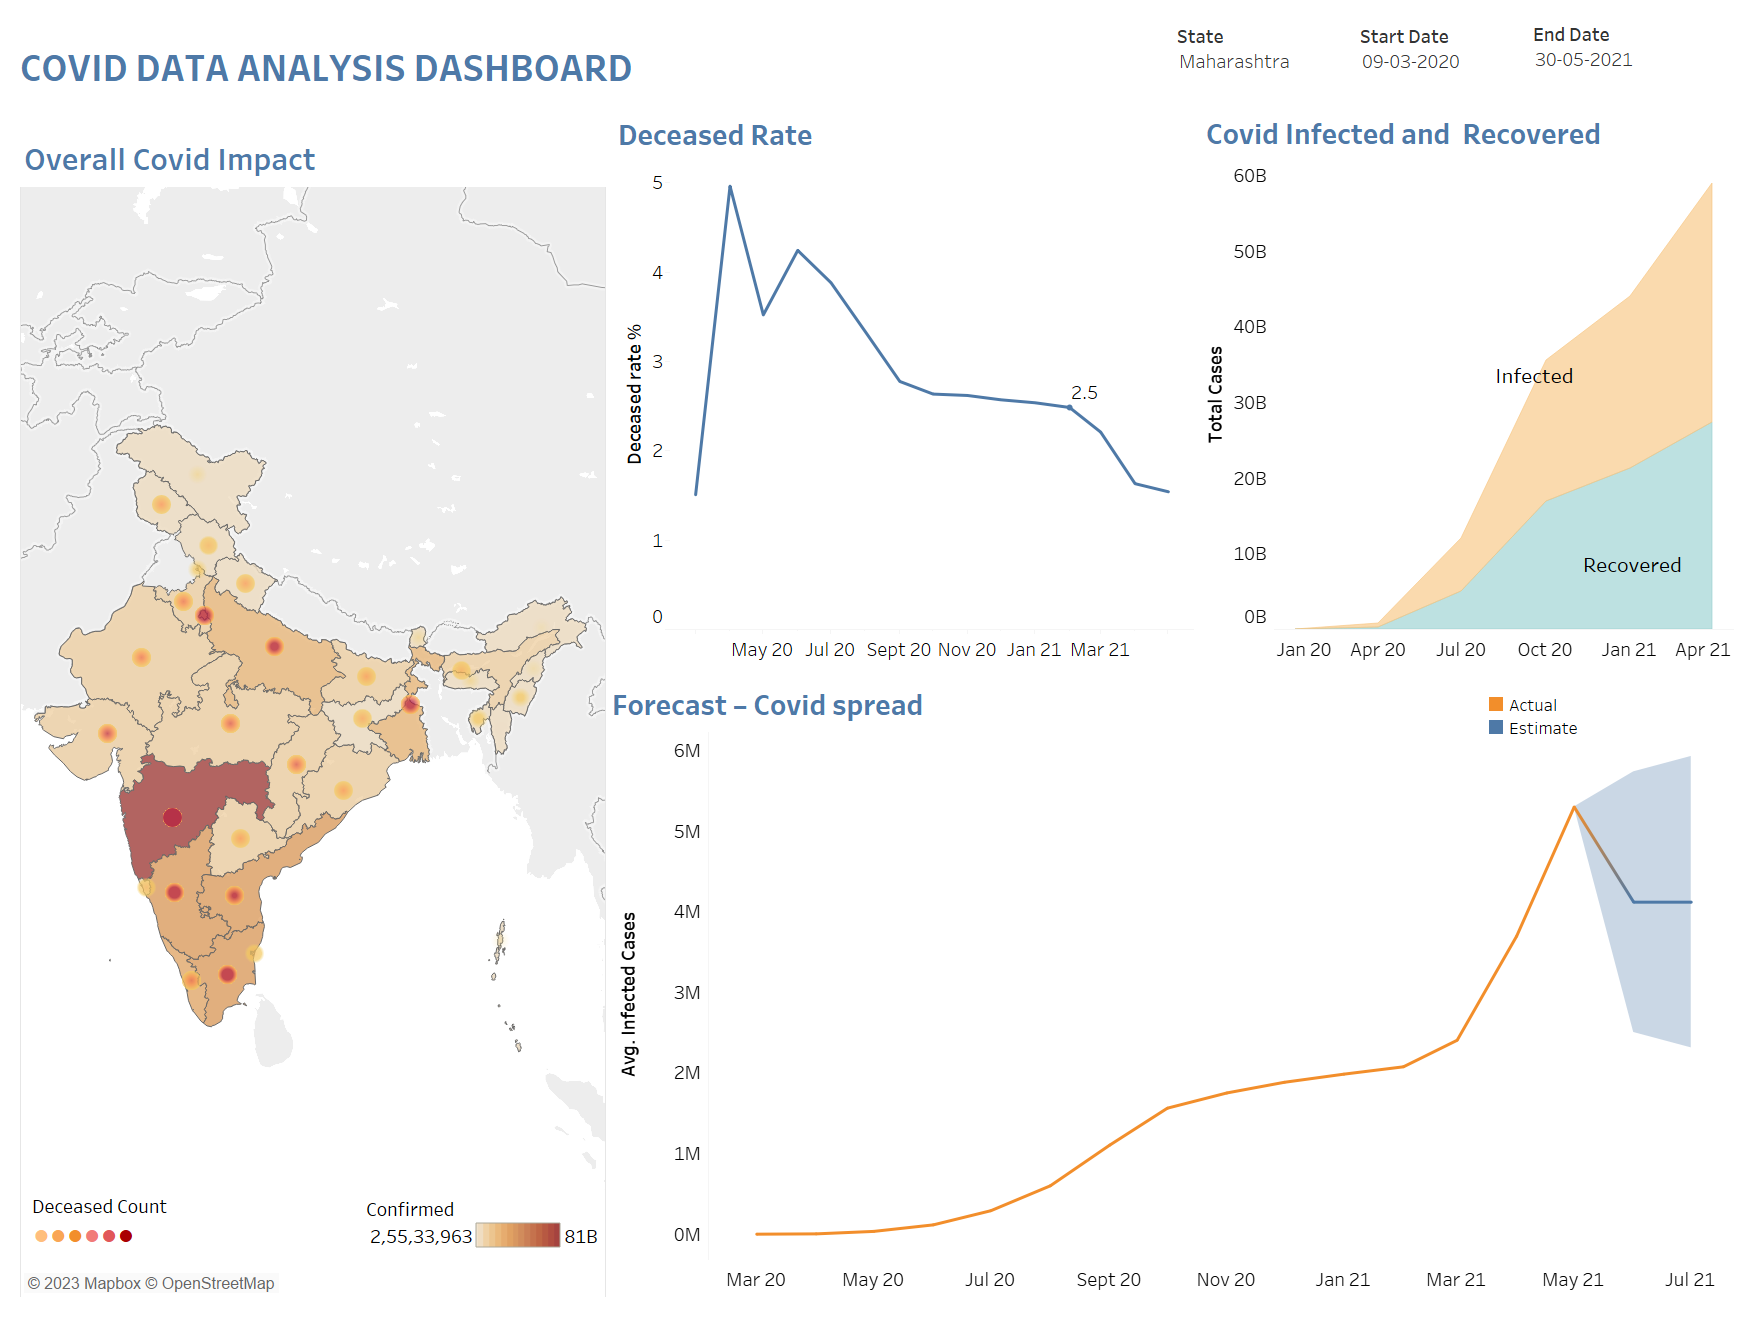 COVID DATA ANALYSIS DASHBOARD
State
Maharashtra
Start Date
09-03-2020
End Date
30-05-2021
Overall Covid Impact
Deceased Count
Confirmed
2,55,33,963
81B
© 2023 Mapbox © OpenStreetMap
Deceased Rate
Deceased rate %
5
4
3
2
1
0
2.5
May 20 Jul 20 Sept 20 Nov 20 Jan 21 Mar 21
Covid Infected and Recovered
Total Cases
60B
50B
40B
30B
20B
10B
0B
Infected
Recovered
Jan 20 Apr 20 Jul 20 Oct 20 Jan 21 Apr 21
Forecast – Covid spread
Actual
Estimate
Avg. Infected Cases
6M
5M
4M
3M
2M
1M
0M
Mar 20 May 20 Jul 20 Sept 20 Nov 20 Jan 21 Mar 21 May 21 Jul 21